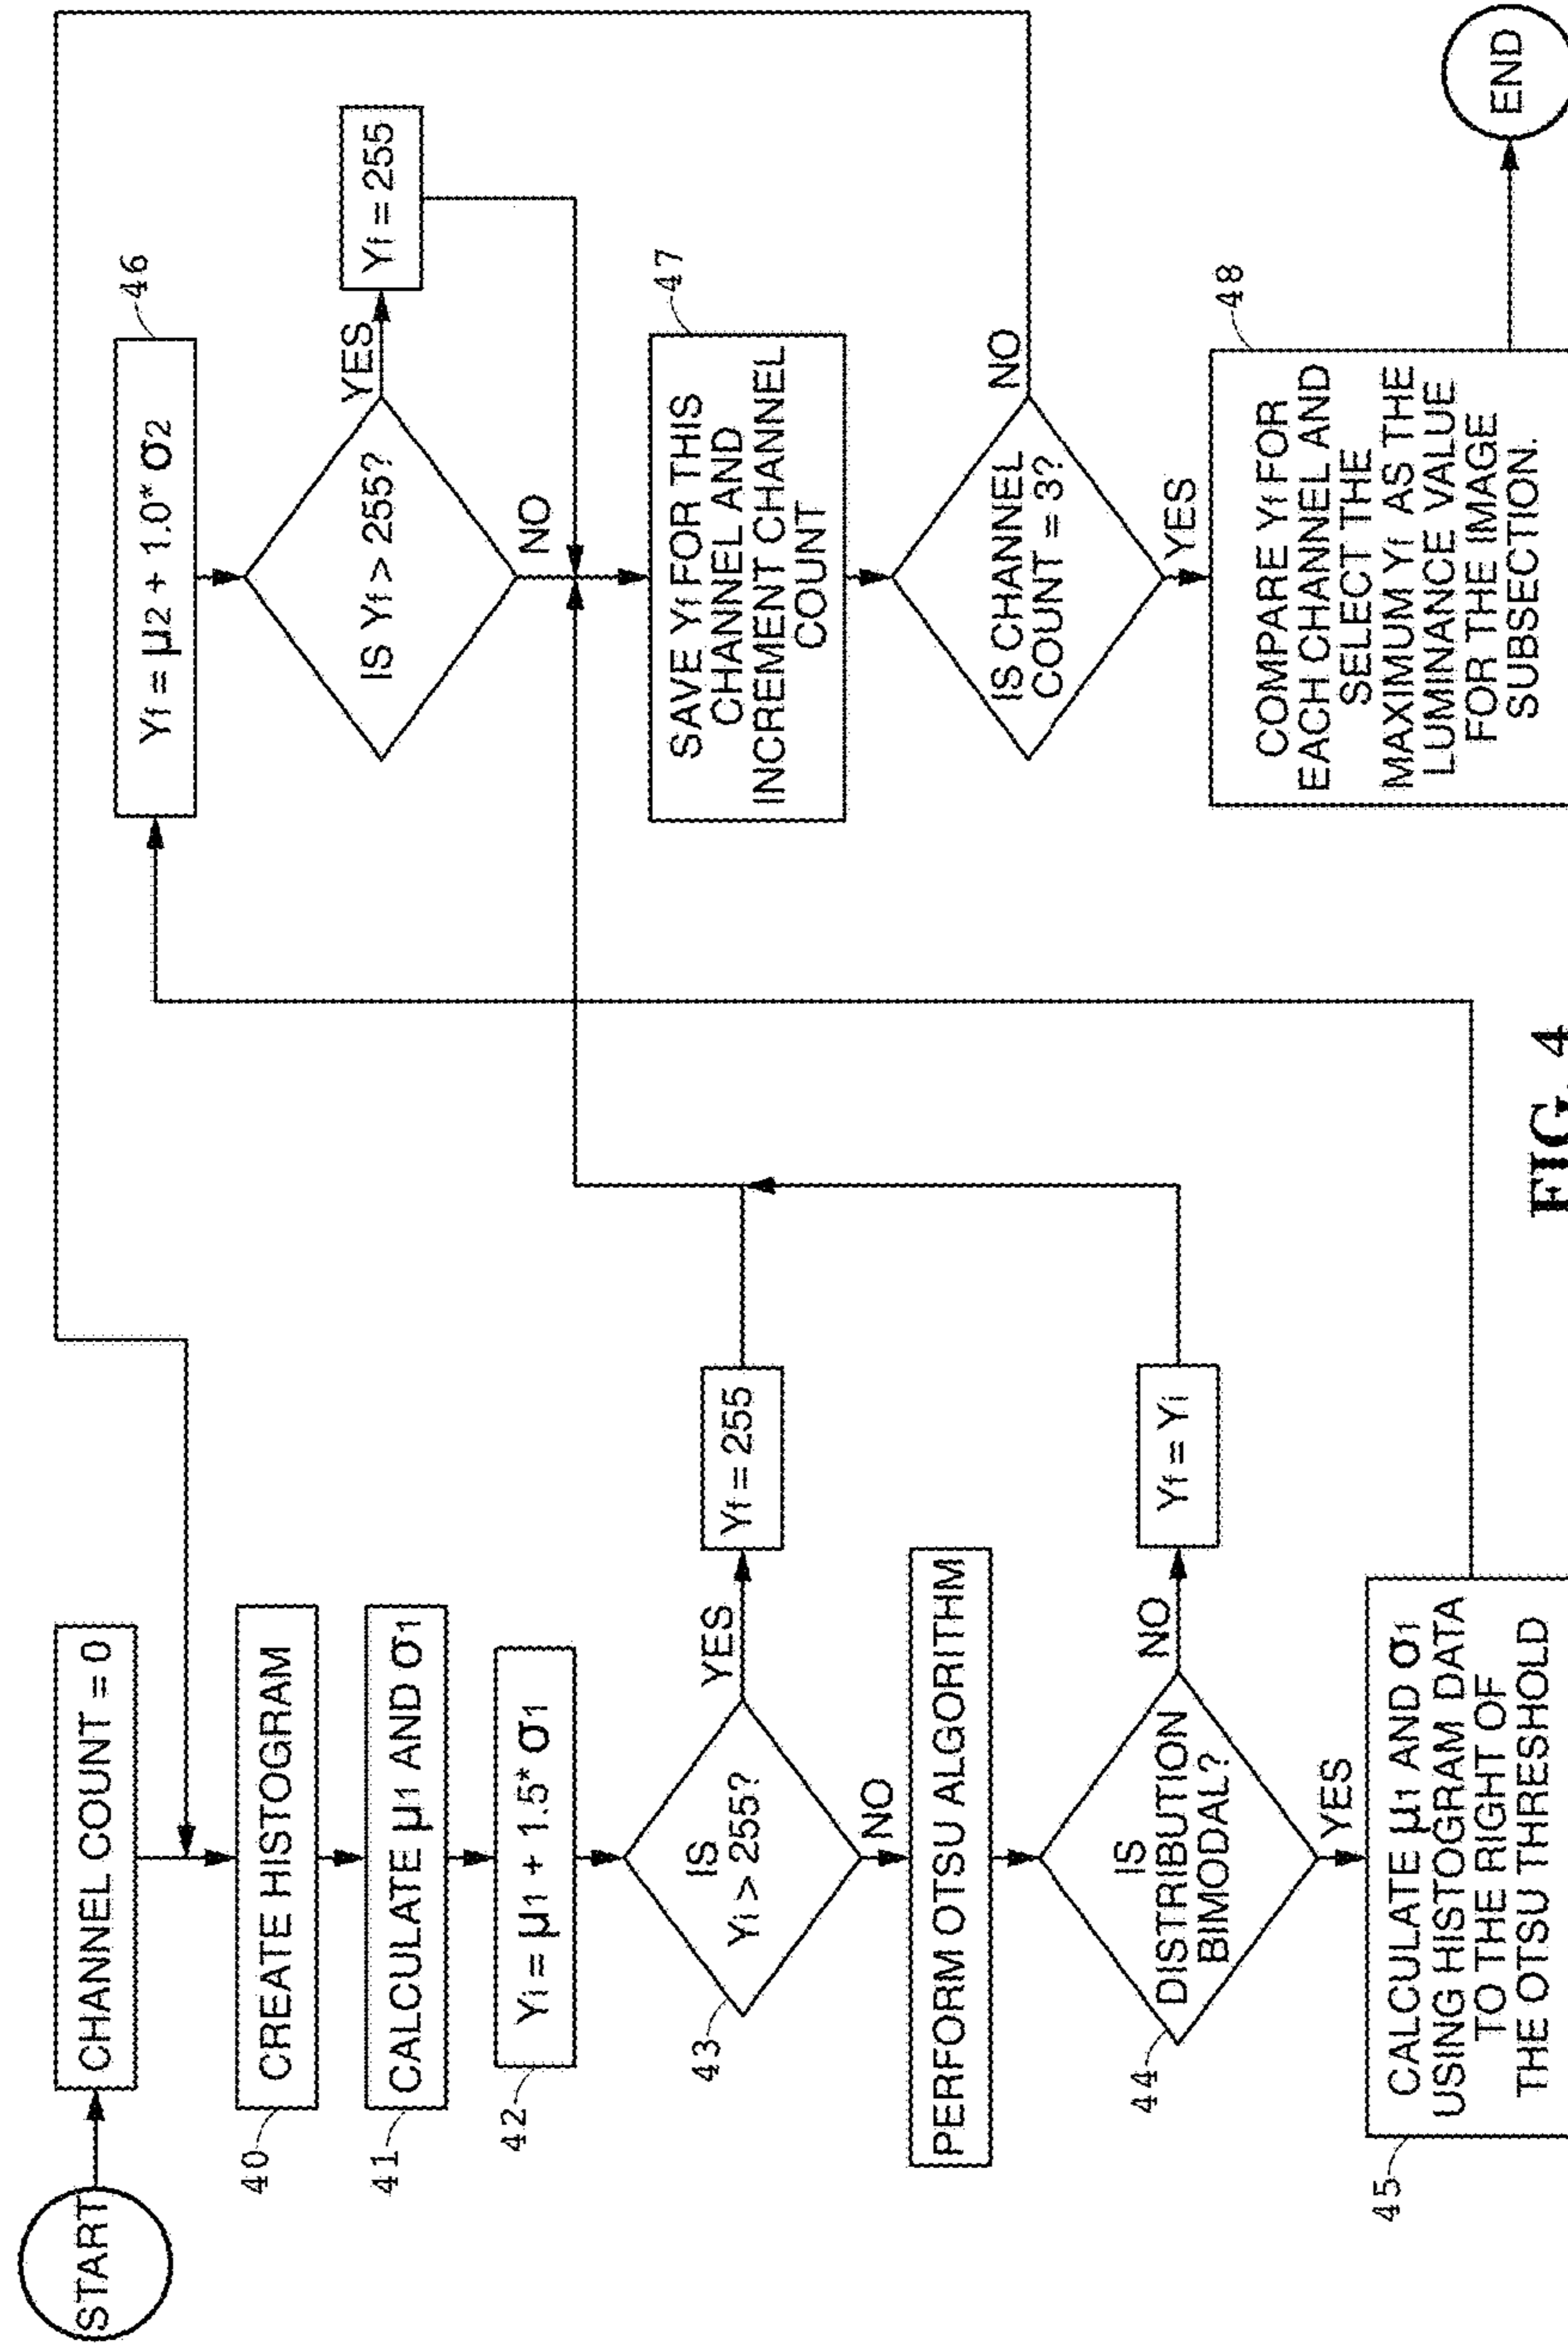 START
CHANNEL COUNT = 0
40
CREATE HISTOGRAM
41
CALCULATE μ1 AND σ1
42
Yi = μ1 + 1.5* σ1
43
IS
Yi > 255?
YES
Yf = 255
NO
PERFORM OTSU ALGORITHM
44
IS
DISTRIBUTION
BIMODAL?
NO
Yf = Yi
YES
45
CALCULATE μ1 AND σ1
USING HISTOGRAM DATA
TO THE RIGHT OF
THE OTSU THRESHOLD
46
Yf = μ2 + 1.0* σ2
IS Yf > 255?
YES
Yf = 255
NO
47
SAVE Yf FOR THIS
CHANNEL AND
INCREMENT CHANNEL
COUNT
IS CHANNEL
COUNT = 3?
NO
YES
48
COMPARE Yf FOR
EACH CHANNEL AND
SELECT THE
MAXIMUM Yf AS THE
LUMINANCE VALUE
FOR THE IMAGE
SUBSECTION.
END
FIG. 4